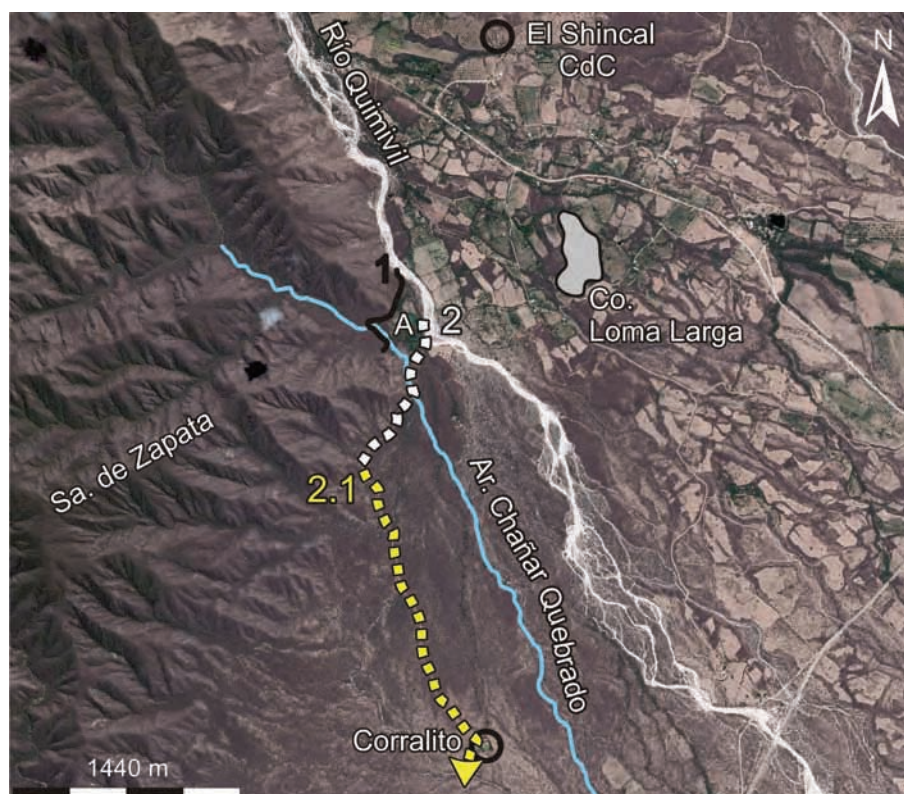 El Shincal
CdC
N
Río Quimivil
1
A
2
Co.
Loma Larga
Sa. de Zapata
2.1
Ar. Chañar Quebrado
Corralito
1440 m